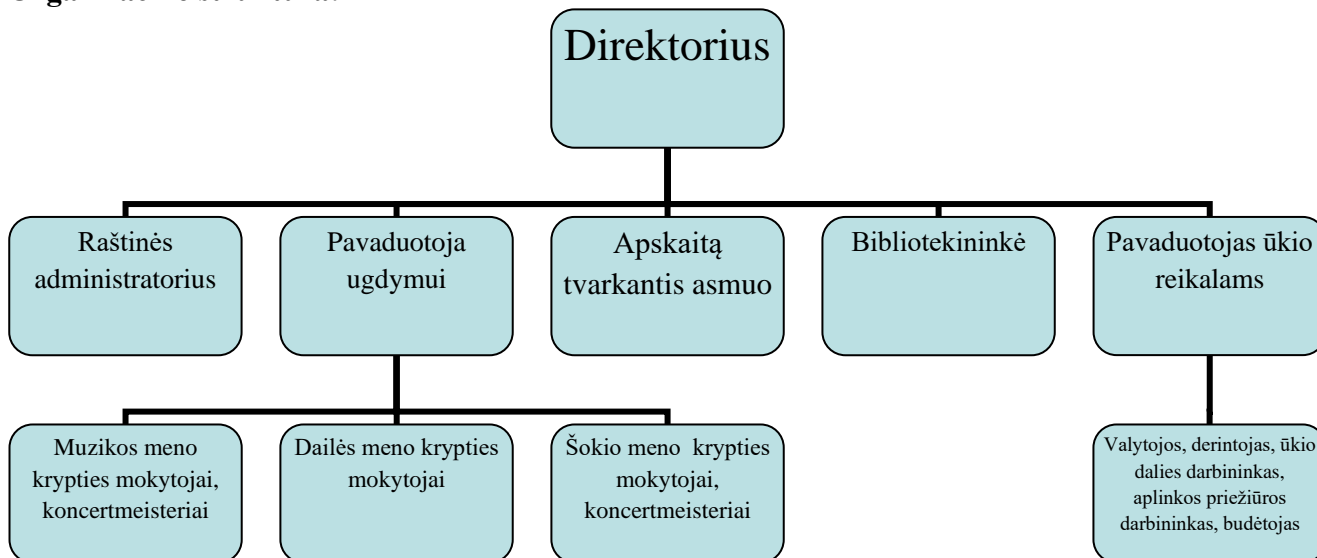 Direktorius
Raštinės
administratorius
Pavaduotoja
ugdymui
Apskaitą
tvarkantis asmuo
Bibliotekininkė
Pavaduotojas ūkio
reikalams
Muzikos meno
krypties mokytojai,
koncertmeisteriai
Dailės meno krypties
mokytojai
Šokio meno krypties
mokytojai,
koncertmeisteriai
Valytojos, derintojas, ūkio
dalies darbininkas,
aplinkos priežiūros
darbininkas, budėtojas